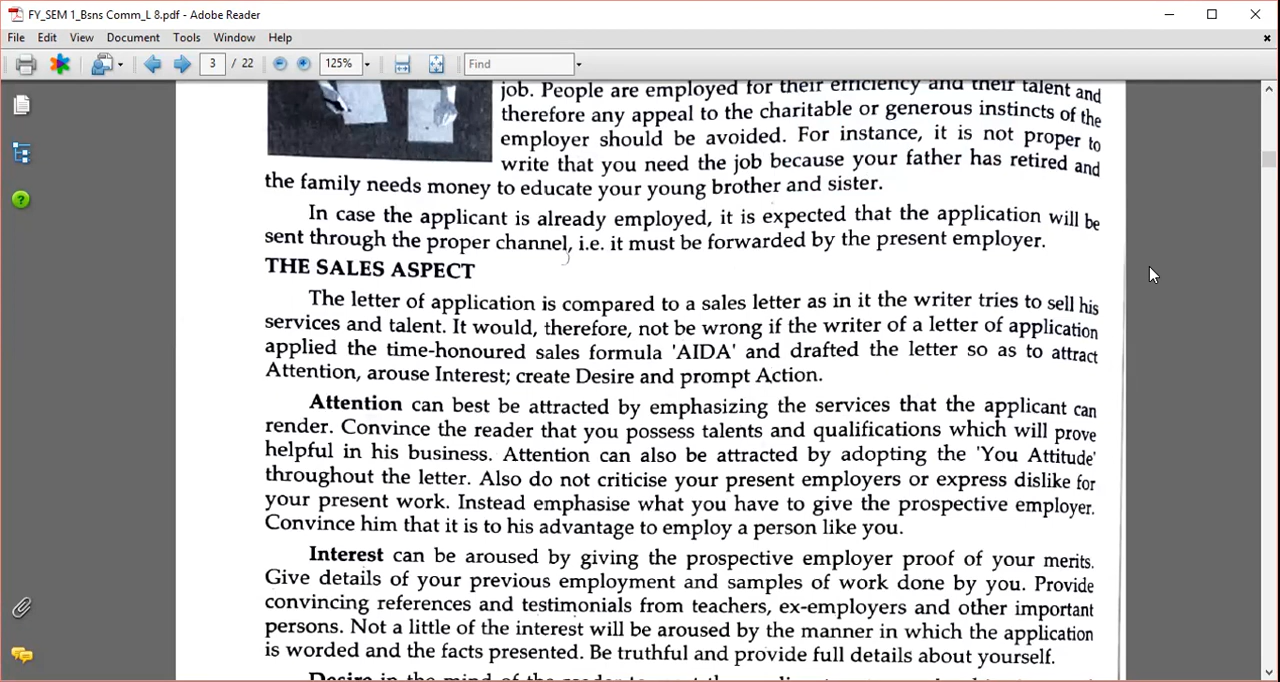 FY_SEM 1_Bsns Comm_L 8.pdf - Adobe Reader
File Edit View Document Tools Window Help
3 / 22 125% Find
job. People are employed for their efficiency and their talent and
therefore any appeal to the charitable or generous instincts of the
employer should be avoided. For instance, it is not proper to
write that you need the job because your father has retired and
the family needs money to educate your young brother and sister.
In case the applicant is already employed, it is expected that the application will be
sent through the proper channel, i.e. it must be forwarded by the present employer.
THE SALES ASPECT
The letter of application is compared to a sales letter as in it the writer tries to sell his
services and talent. It would, therefore, not be wrong if the writer of a letter of application
applied the time-honoured sales formula 'AIDA' and drafted the letter so as to attract
Attention, arouse Interest; create Desire and prompt Action.
Attention can best be attracted by emphasizing the services that the applicant can
render. Convince the reader that you possess talents and qualifications which will prove
helpful in his business. Attention can also be attracted by adopting the 'You Attitude'
throughout the letter. Also do not criticise your present employers or express dislike for
your present work. Instead emphasise what you have to give the prospective employer.
Convince him that it is to his advantage to employ a person like you.
Interest can be aroused by giving the prospective employer proof of your merits.
Give details of your previous employment and samples of work done by you. Provide
convincing references and testimonials from teachers, ex-employers and other important
persons. Not a little of the interest will be aroused by the manner in which the application
is worded and the facts presented. Be truthful and provide full details about yourself.
Desire in the mind of the reader to